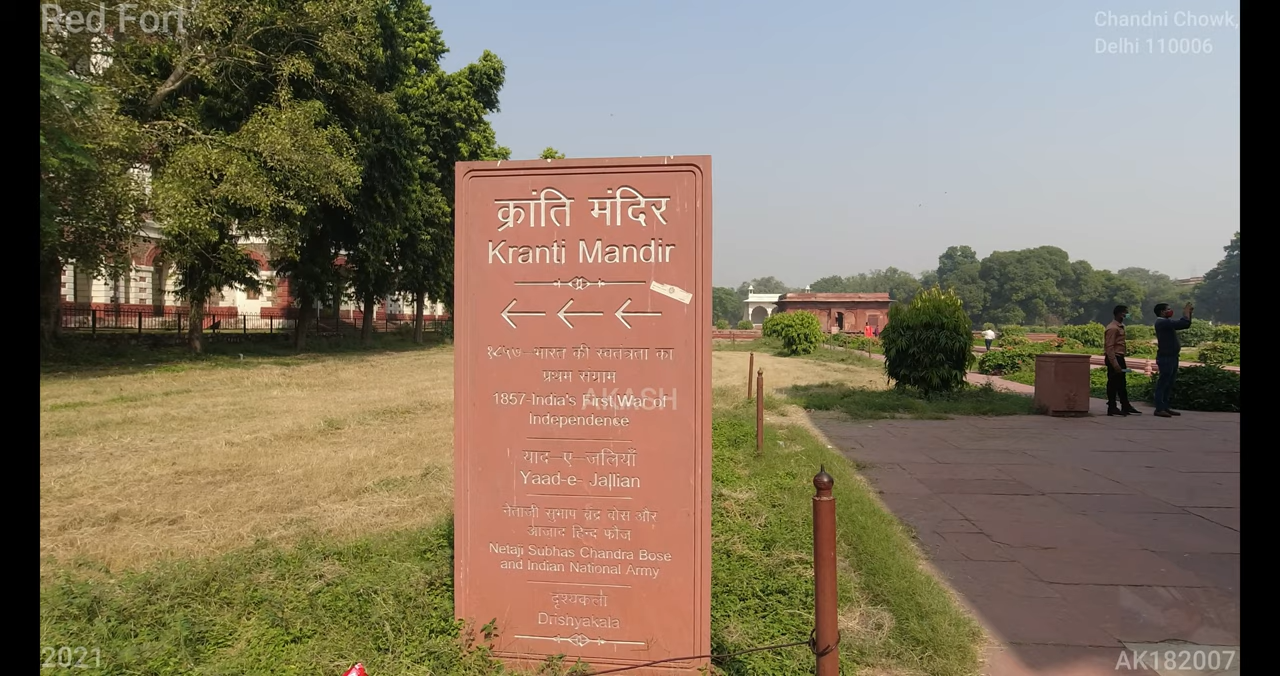 Red Fort
Chandni Chowk,
Delhi 110006
क्रांति मंदिर
Kranti Mandir
१८५७-भारत की स्वतंत्रता का
प्रथम संग्राम
1857-India's First War of
Independence
AKASH
याद-ए-जलियाँ
Yaad-e- Jallian
नेताजी सुभाष चंद्र बोस और
आजाद हिन्द फौज
Netaji Subhas Chandra Bose
and Indian National Army
दृश्यकला
Drishyakala
2021
AK182007